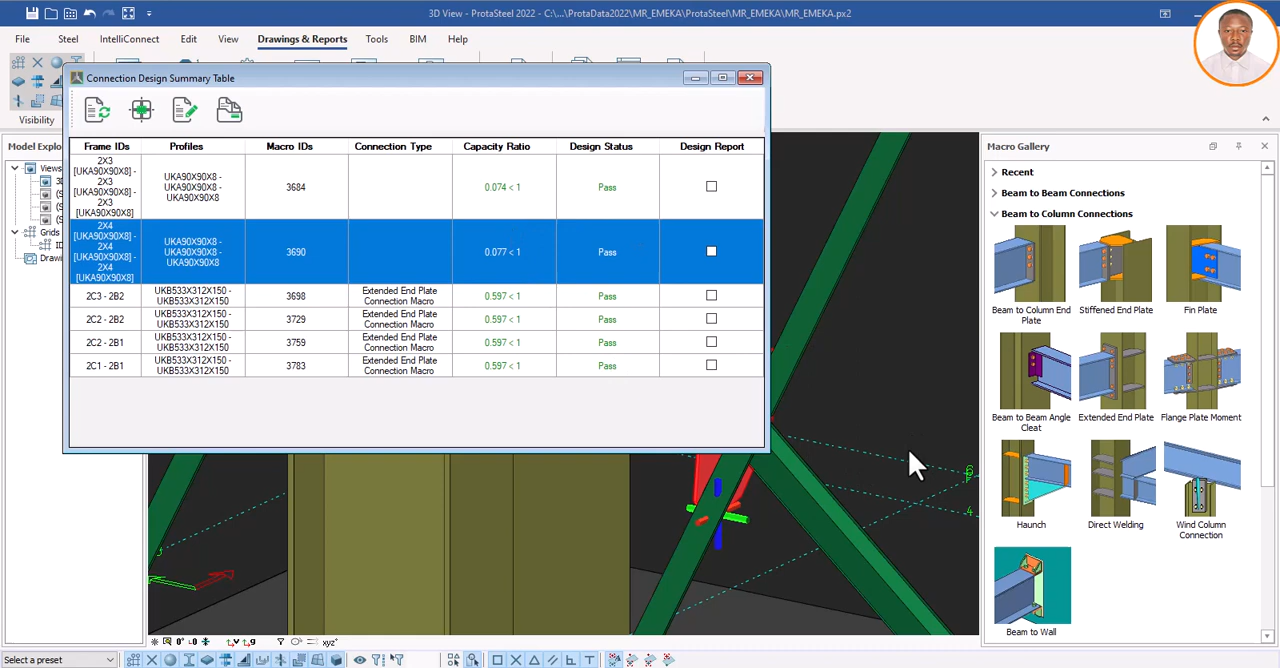 3D View - ProtaSteel 2022 - C:\...\ProtaData2022\MR_EMEKA\ProtaSteel\MR_EMEKA\MR_EMEKA.px2
File Steel IntelliConnect Edit View Drawings & Reports Tools BIM Help
Visibility
Connection Design Summary Table
Frame IDs Profiles Macro IDs Connection Type Capacity Ratio Design Status Design Report
2X3
[UKA90X90X8] -
2X3
[UKA90X90X8] -
2X3
[UKA90X90X8]
UKA90X90X8 -
UKA90X90X8 -
UKA90X90X8
3684 0.074 < 1 Pass
2X4
[UKA90X90X8] -
2X4
[UKA90X90X8] -
2X4
[UKA90X90X8]
UKA90X90X8 -
UKA90X90X8 -
UKA90X90X8
3690 0.077 < 1 Pass
2C3 - 2B2
UKB533X312X150 -
UKB533X312X150
3698
Extended End Plate
Connection Macro
0.597 < 1 Pass
2C2 - 2B2
UKB533X312X150 -
UKB533X312X150
3729
Extended End Plate
Connection Macro
0.597 < 1 Pass
2C2 - 2B1
UKB533X312X150 -
UKB533X312X150
3759
Extended End Plate
Connection Macro
0.597 < 1 Pass
2C1 - 2B1
UKB533X312X150 -
UKB533X312X150
3783
Extended End Plate
Connection Macro
0.597 < 1 Pass
Model Explo
Views
3D
(S
(S
(S
Grids
ID
Drawi
Macro Gallery
Recent
Beam to Beam Connections
Beam to Column Connections
Beam to Column End
Plate
Stiffened End Plate
Fin Plate
Beam to Beam Angle
Cleat
Extended End Plate
Flange Plate Moment
Haunch
Direct Welding
Wind Column
Connection
Beam to Wall
4
xyz
Select a preset